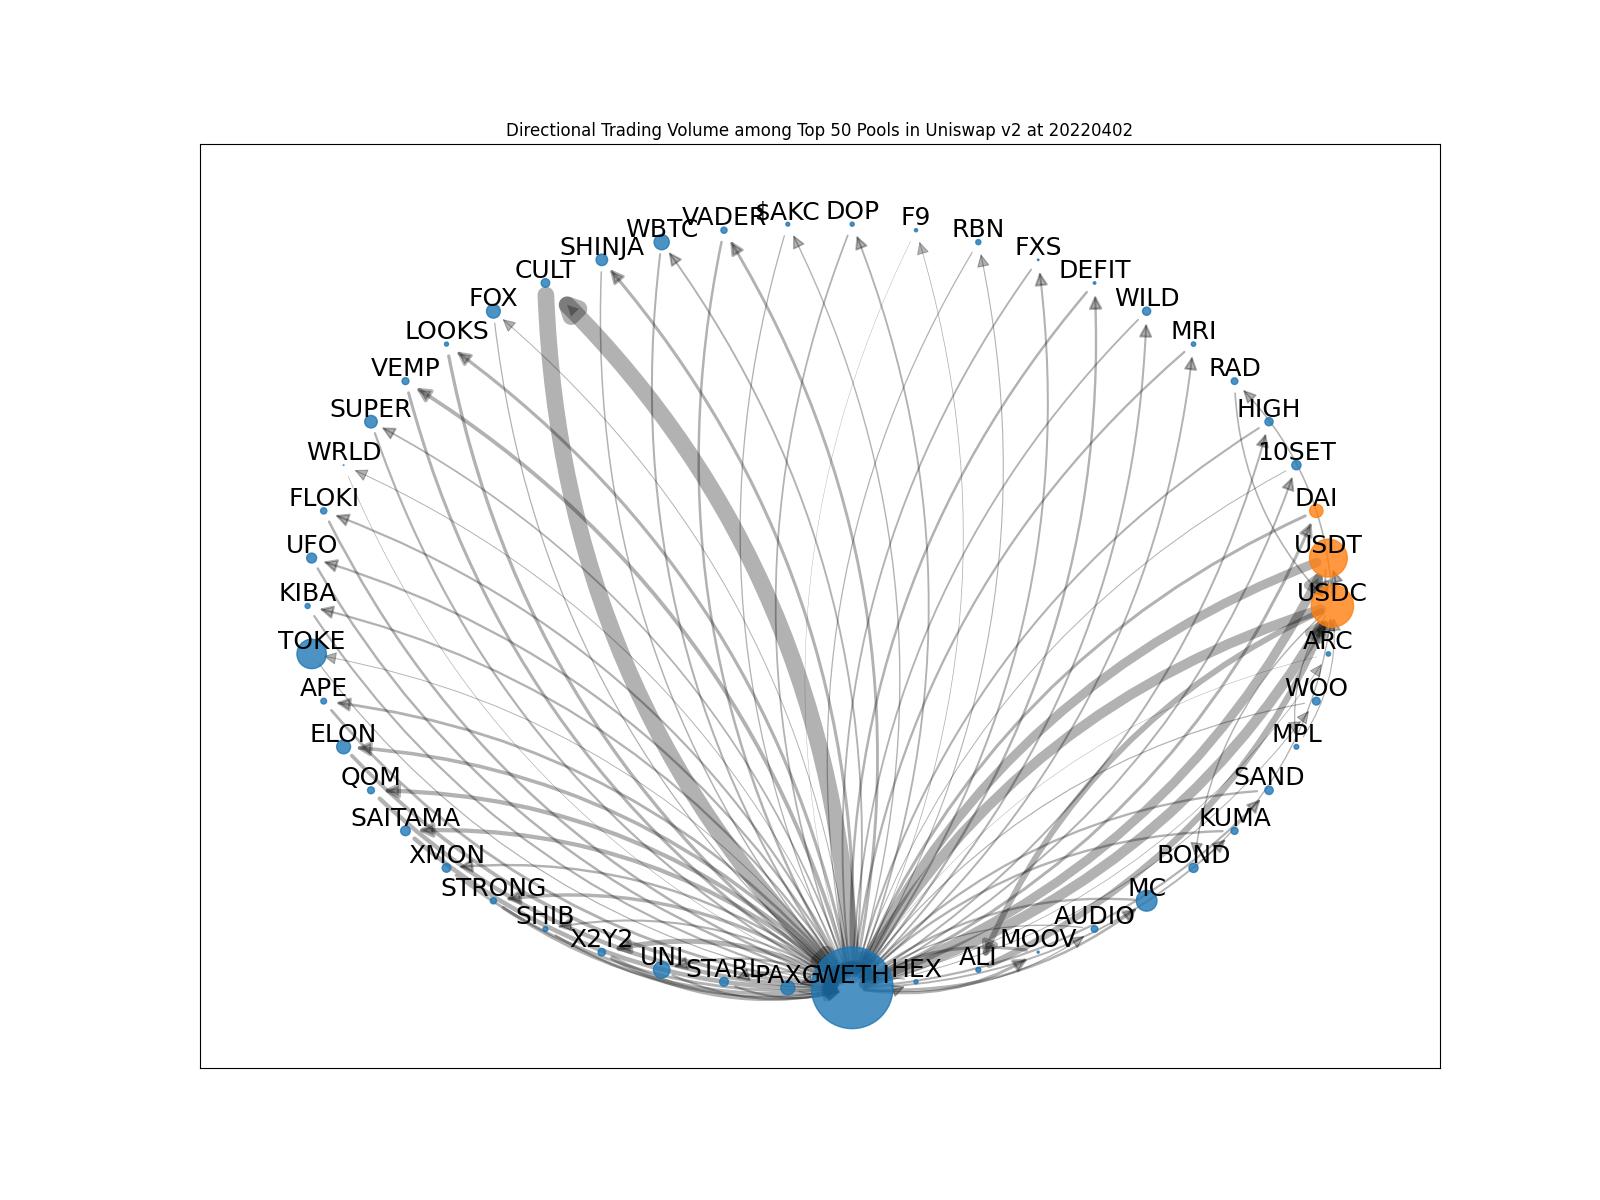 Directional Trading Volume among Top 50 Pools in Uniswap v2 at 20220402
VADER
$AKC
DOP
F9
RBN
WBTC
SHINJA
FXS
CULT
DEFIT
FOX
WILD
LOOKS
MRI
VEMP
RAD
SUPER
HIGH
WRLD
10SET
FLOKI
DAI
UFO
USDT
KIBA
USDC
TOKE
ARC
APE
WOO
ELON
MPL
QOM
SAND
SAITAMA
KUMA
XMON
BOND
STRONG
MC
SHIB
AUDIO
X2Y2
MOOV
UNI
STARL
PAXG
WETH
HEX
ALI